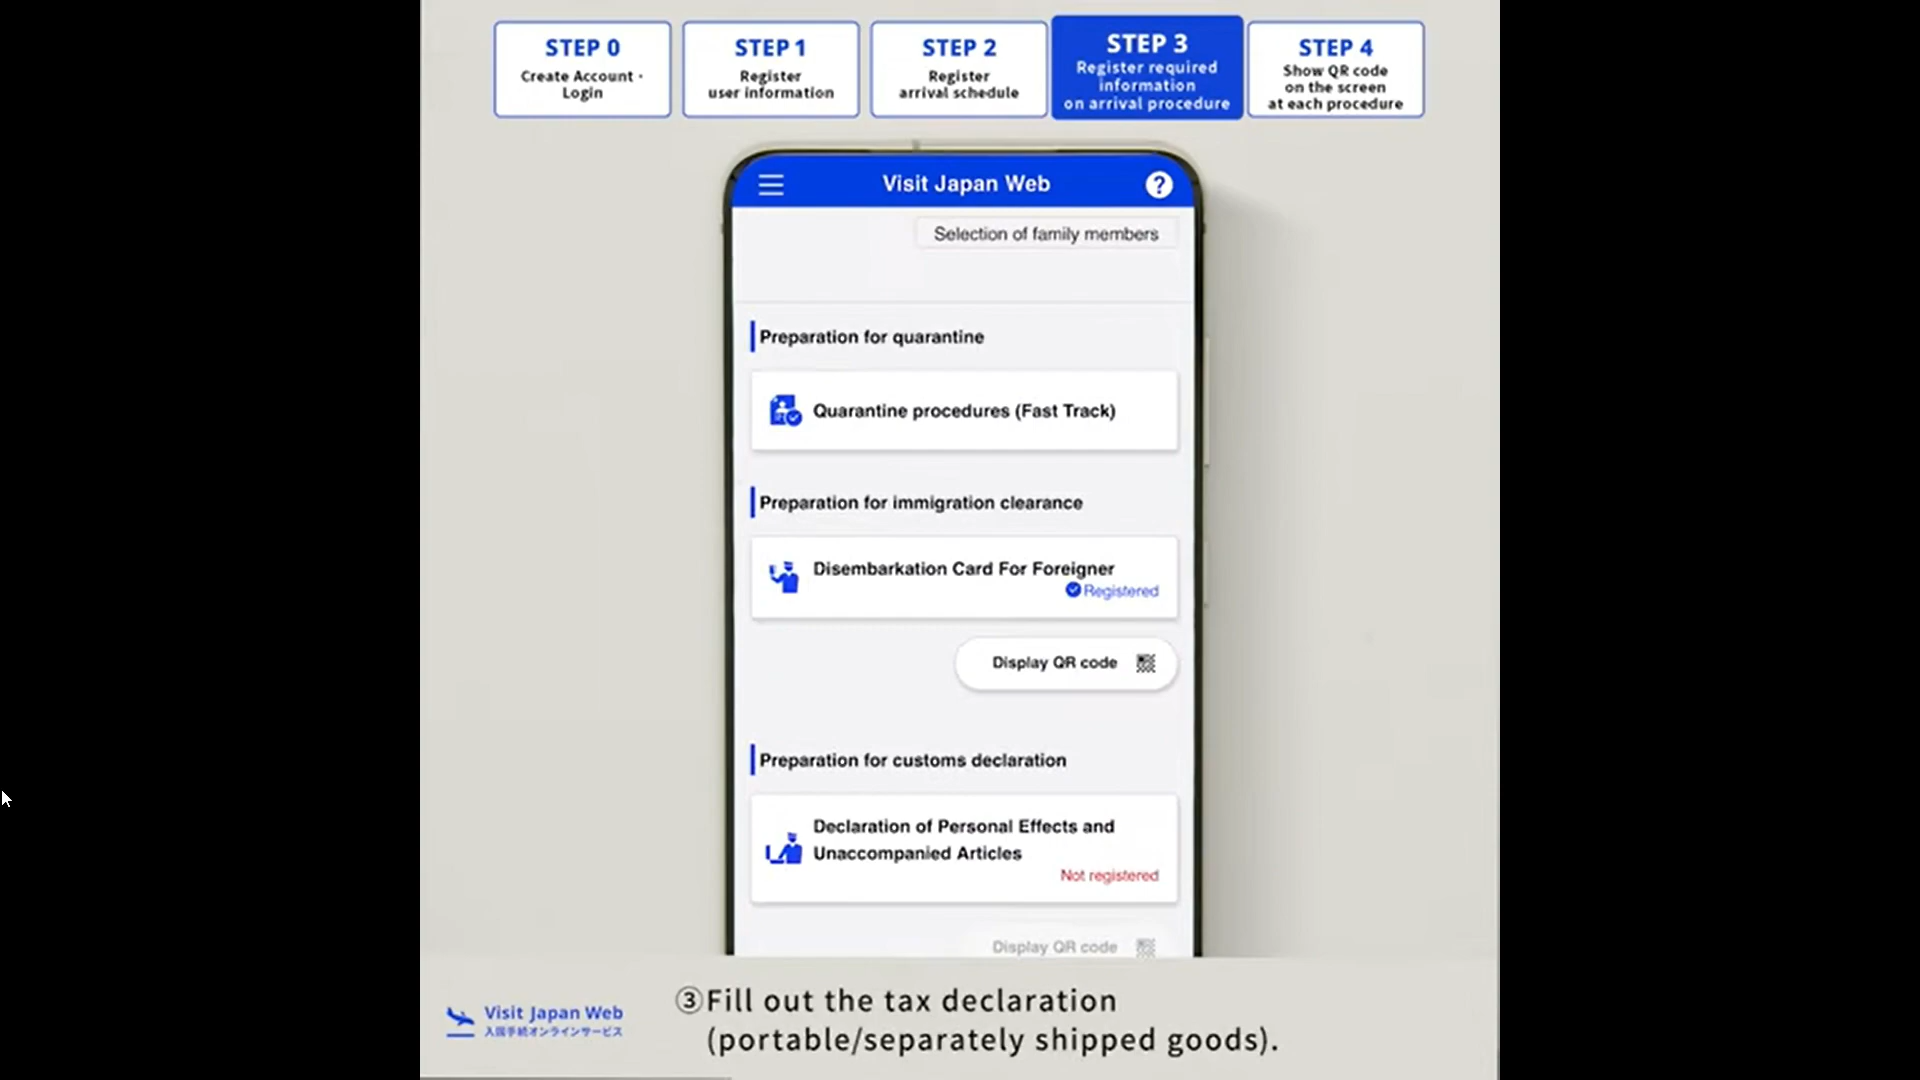 STEP 0
Create Account・
Login
STEP 1
Register
user information
STEP 2
Register
arrival schedule
STEP 3
Register required
information
on arrival procedure
STEP 4
Show QR code
on the screen
at each procedure
Visit Japan Web
?
Selection of family members
Preparation for quarantine
Quarantine procedures (Fast Track)
Preparation for immigration clearance
Disembarkation Card For Foreigner
Registered
Display QR code
Preparation for customs declaration
Declaration of Personal Effects and
Unaccompanied Articles
Not registered
Display QR code
Visit Japan Web
入国手続オンラインサービス
③Fill out the tax declaration
(portable/separately shipped goods).